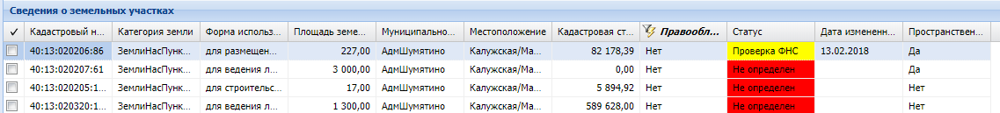 Сведения о земельных участках
✓ Кадастровый н... Категория земли Форма использ... Площадь земе... Муниципально... Местоположение Кадастровая ст... Правообл... Статус Дата измененн... Пространствен...
40:13:020206:86 ЗемлиНасПунк... для размещен... 227,00 АдмШумятино Калужская/Ма... 82 178,39 Нет Проверка ФНС 13.02.2018 Да
40:13:020207:61 ЗемлиНасПунк... для ведения л... 3 000,00 АдмШумятино Калужская/Ма... 0,00 Нет Не определен Да
40:13:020205:1... ЗемлиНасПунк... для строительс... 17,00 АдмШумятино Калужская/Ма... 5 894,92 Нет Не определен Нет
40:13:020320:1... ЗемлиНасПунк... для ведения л... 1 300,00 АдмШумятино Калужская/Ма... 589 628,00 Нет Не определен Нет